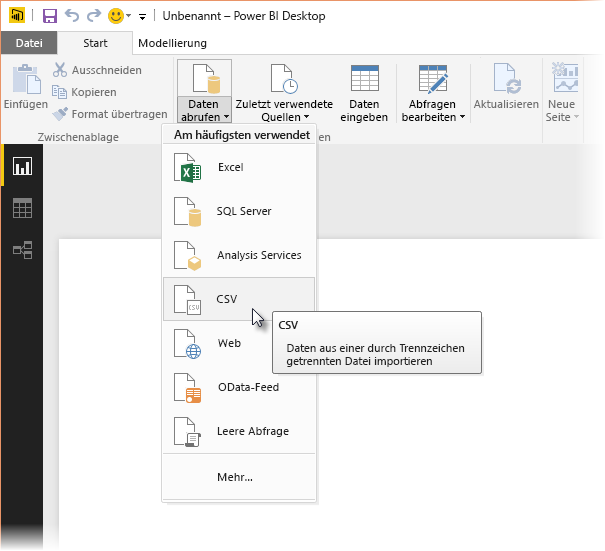 Unbenannt – Power BI Desktop
Datei Start Modellierung
Einfügen
Ausschneiden
Kopieren
Format übertragen
Zwischenablage
Daten
abrufen
Zuletzt verwendete
Quellen
Daten
eingeben
Abfragen
bearbeiten
Aktualisieren
Neue
Seite
en
Am häufigsten verwendet
Excel
SQL Server
Analysis Services
CSV
CSV
Web
OData-Feed
Leere Abfrage
Mehr...
CSV
Daten aus einer durch Trennzeichen
getrennten Datei importieren